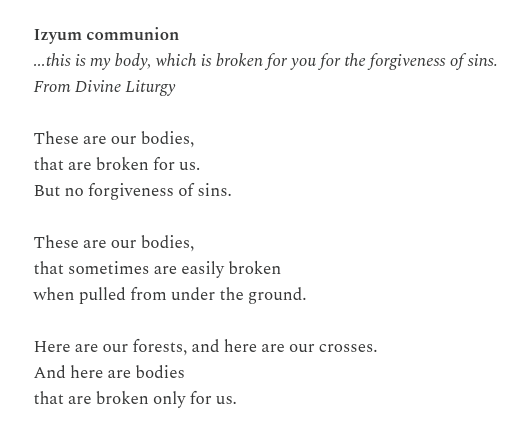 Izyum communion
...this is my body, which is broken for you for the forgiveness of sins.
From Divine Liturgy

These are our bodies,
that are broken for us.
But no forgiveness of sins.

These are our bodies,
that sometimes are easily broken
when pulled from under the ground.

Here are our forests, and here are our crosses.
And here are bodies
that are broken only for us.